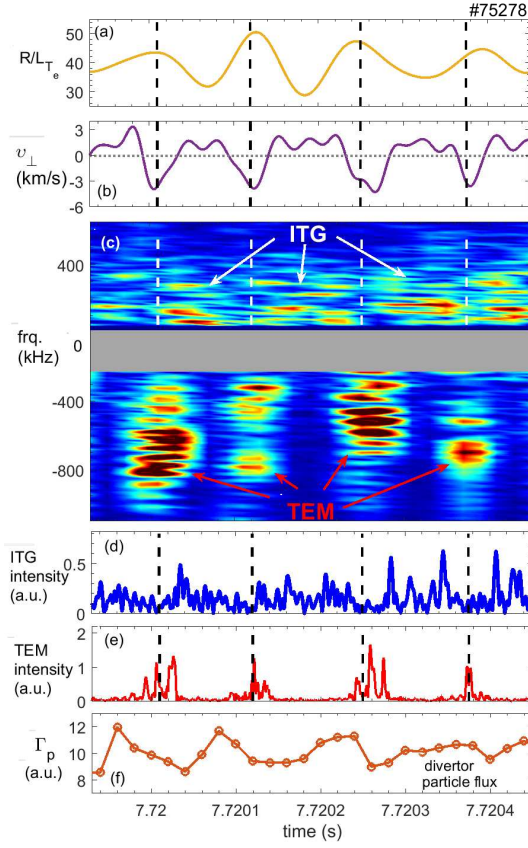 #75278
(a)
50
40
30
R/L_Te
3
0
-3
-6
v⊥
(km/s)
(b)
(c)
ITG
400
frq.
(kHz)
0
-400
-800
TEM
(d)
ITG
intensity
(a.u.)
0.5
0
(e)
TEM
intensity
(a.u.)
2
1
0
Γp
(a.u.)
12
10
8
(f)
divertor
particle flux
7.72 7.7201 7.7202 7.7203 7.7204
time (s)